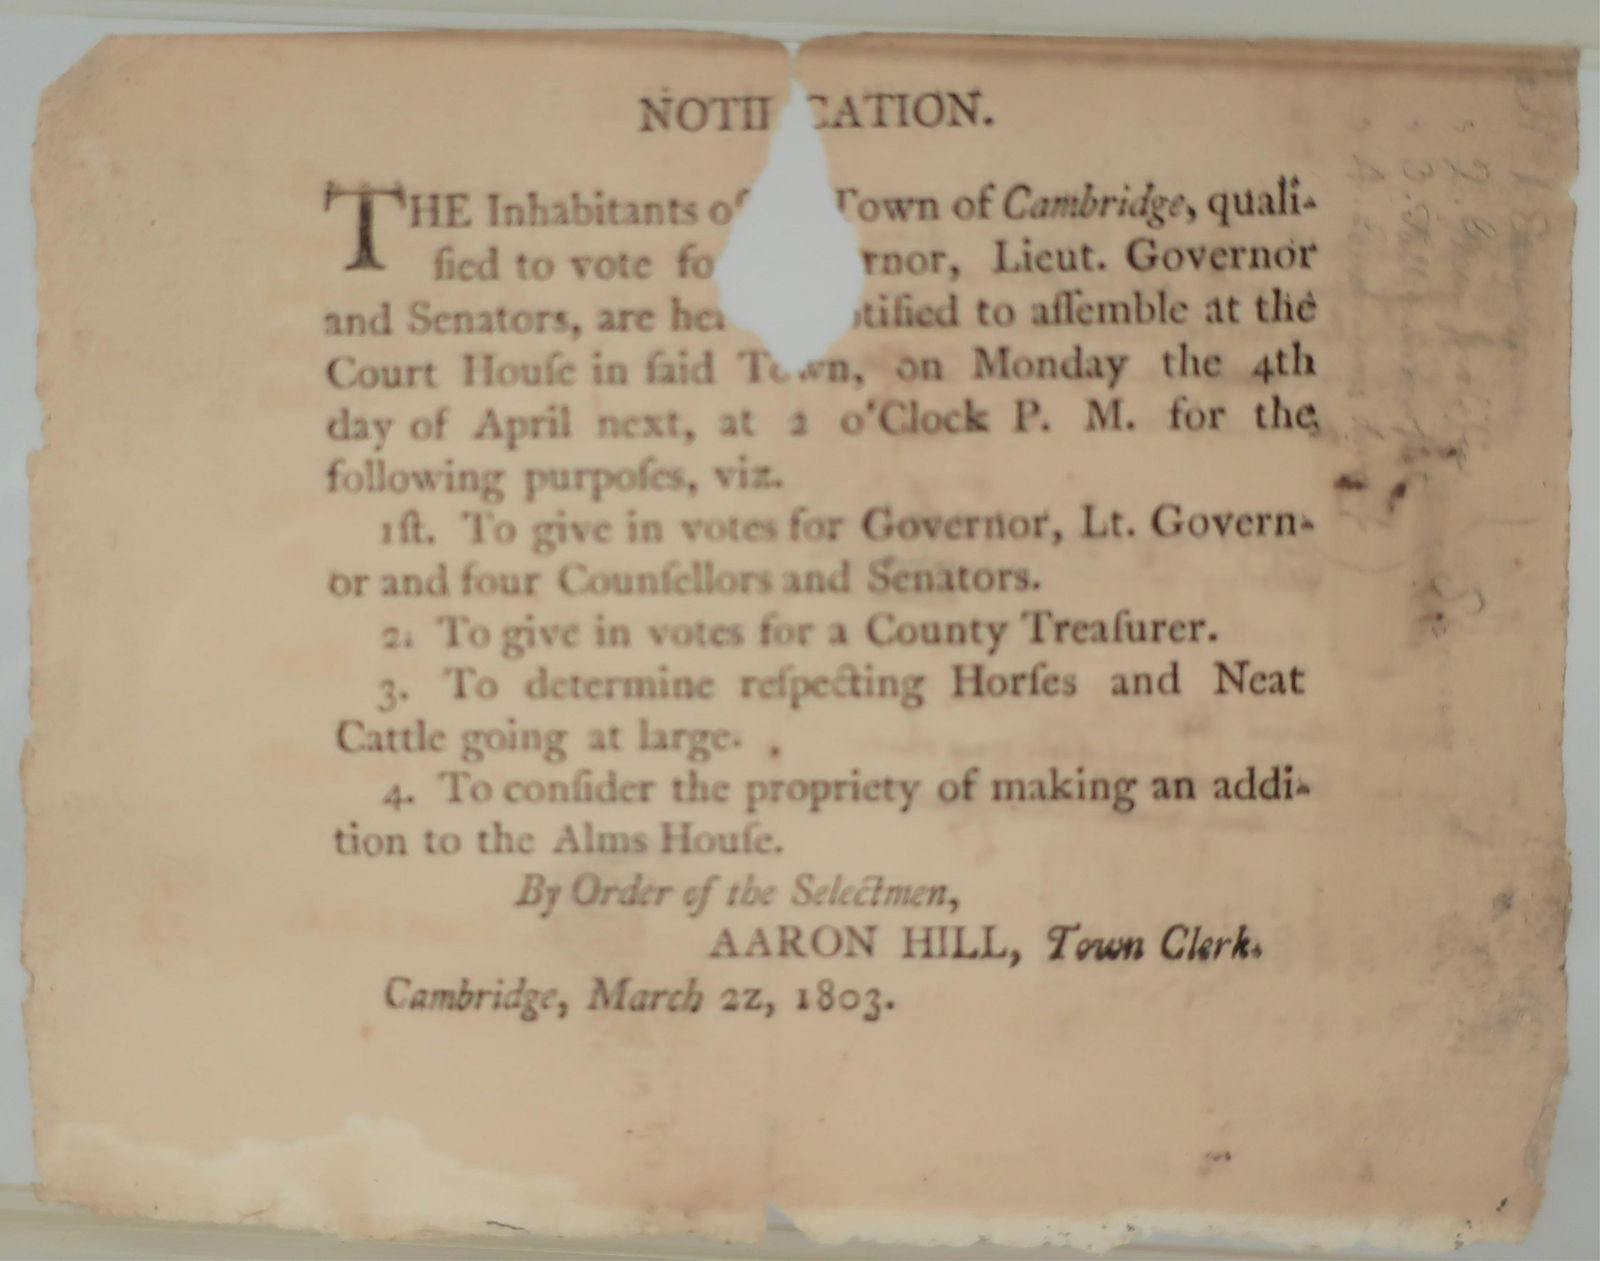 NOTIFICATION.
THE Inhabitants of Town of Cambridge, quali-
fied to vote fo rnor, Lieut. Governor
and Senators, are her otified to aſſemble at the
Court Houſe in ſaid Town, on Monday the 4th
day of April next, at 2 o'Clock P. M. for the
following purpoſes, viz.
1ſt. To give in votes for Governor, Lt. Govern-
or and four Counſellors and Senators.
2. To give in votes for a County Treaſurer.
3. To determine reſpecting Horſes and Neat
Cattle going at large.
4. To conſider the propriety of making an addi-
tion to the Alms Houſe.
By Order of the Selectmen,
AARON HILL, Town Clerk.
Cambridge, March 22, 1803.